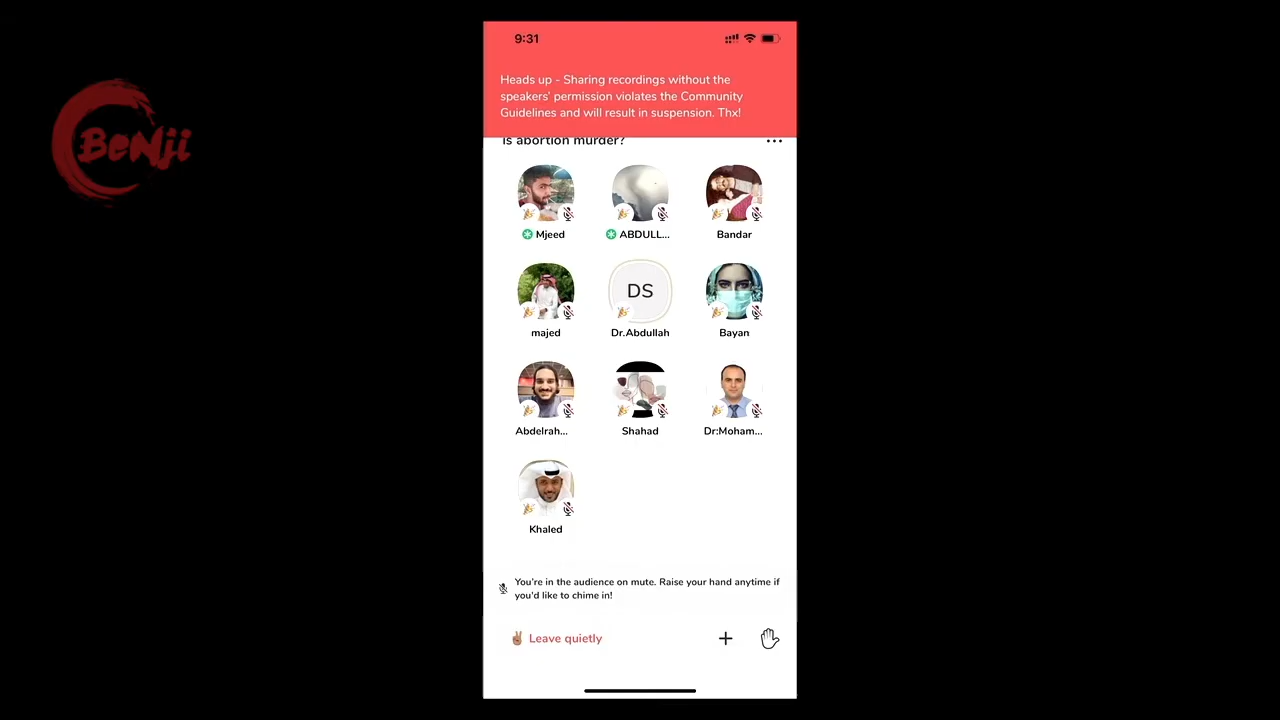 BeNji
9:31
Heads up - Sharing recordings without the
speakers' permission violates the Community
Guidelines and will result in suspension. Thx!
Is abortion murder?
Mjeed
ABDULL...
Bandar
majed
DS
Dr.Abdullah
Bayan
Abdelrah...
Shahad
Dr:Moham...
Khaled
You're in the audience on mute. Raise your hand anytime if
you'd like to chime in!
Leave quietly